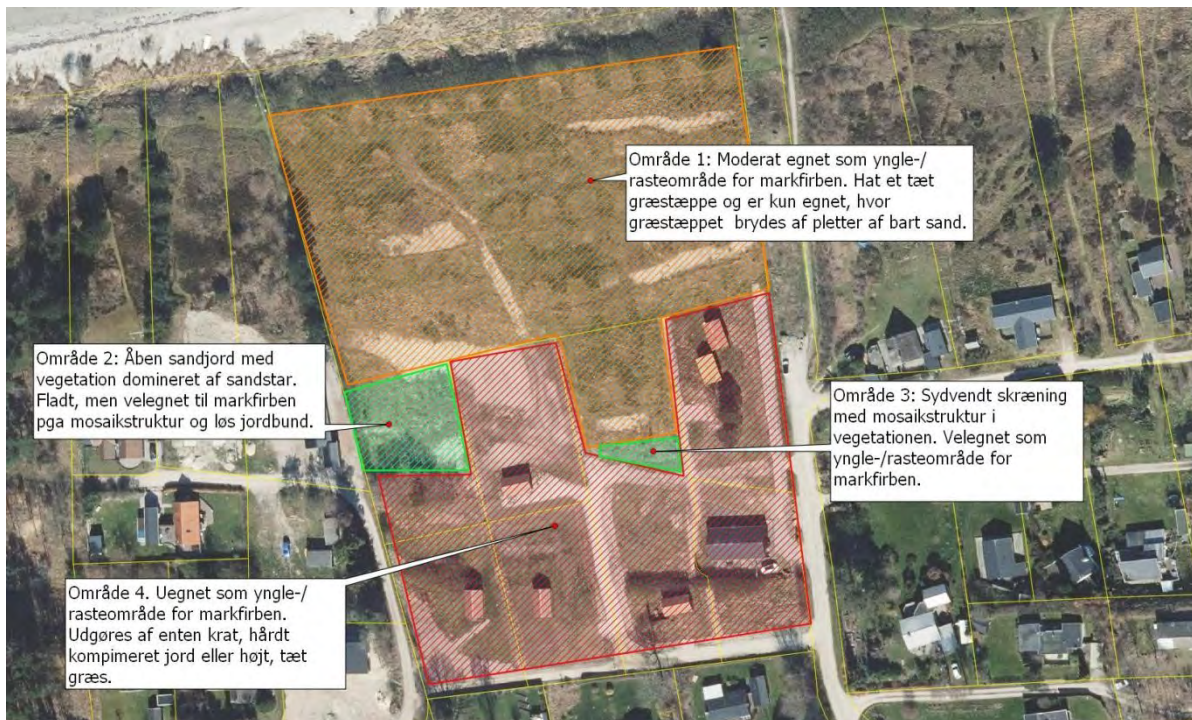 Område 1: Moderat egnet som yngle-/
rasteområde for markfirben. Hat et tæt
græstæppe og er kun egnet, hvor
græstæppet  brydes af pletter af bart sand.
Område 2: Åben sandjord med
vegetation domineret af sandstar.
Fladt, men velegnet til markfirben
pga mosaikstruktur og løs jordbund.
Område 3: Sydvendt skræning
med mosaikstruktur i
vegetationen. Velegnet som
yngle-/rasteområde for
markfirben.
Område 4. Uegnet som yngle-/
rasteområde for markfirben.
Udgøres af enten krat, hårdt
kompimeret jord eller højt, tæt
græs.